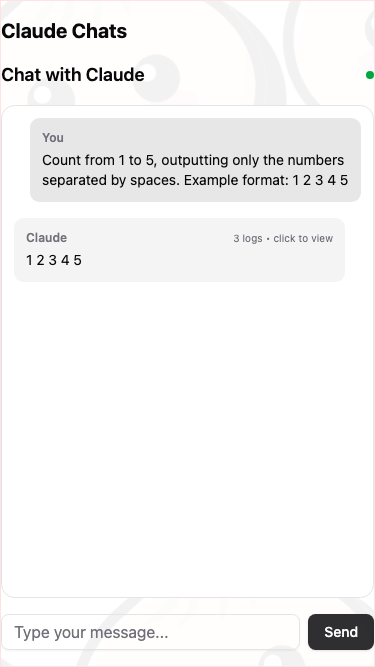 Claude Chats
Chat with Claude
You
Count from 1 to 5, outputting only the numbers
separated by spaces. Example format: 1 2 3 4 5
Claude
3 logs • click to view
1 2 3 4 5
Type your message...
Send